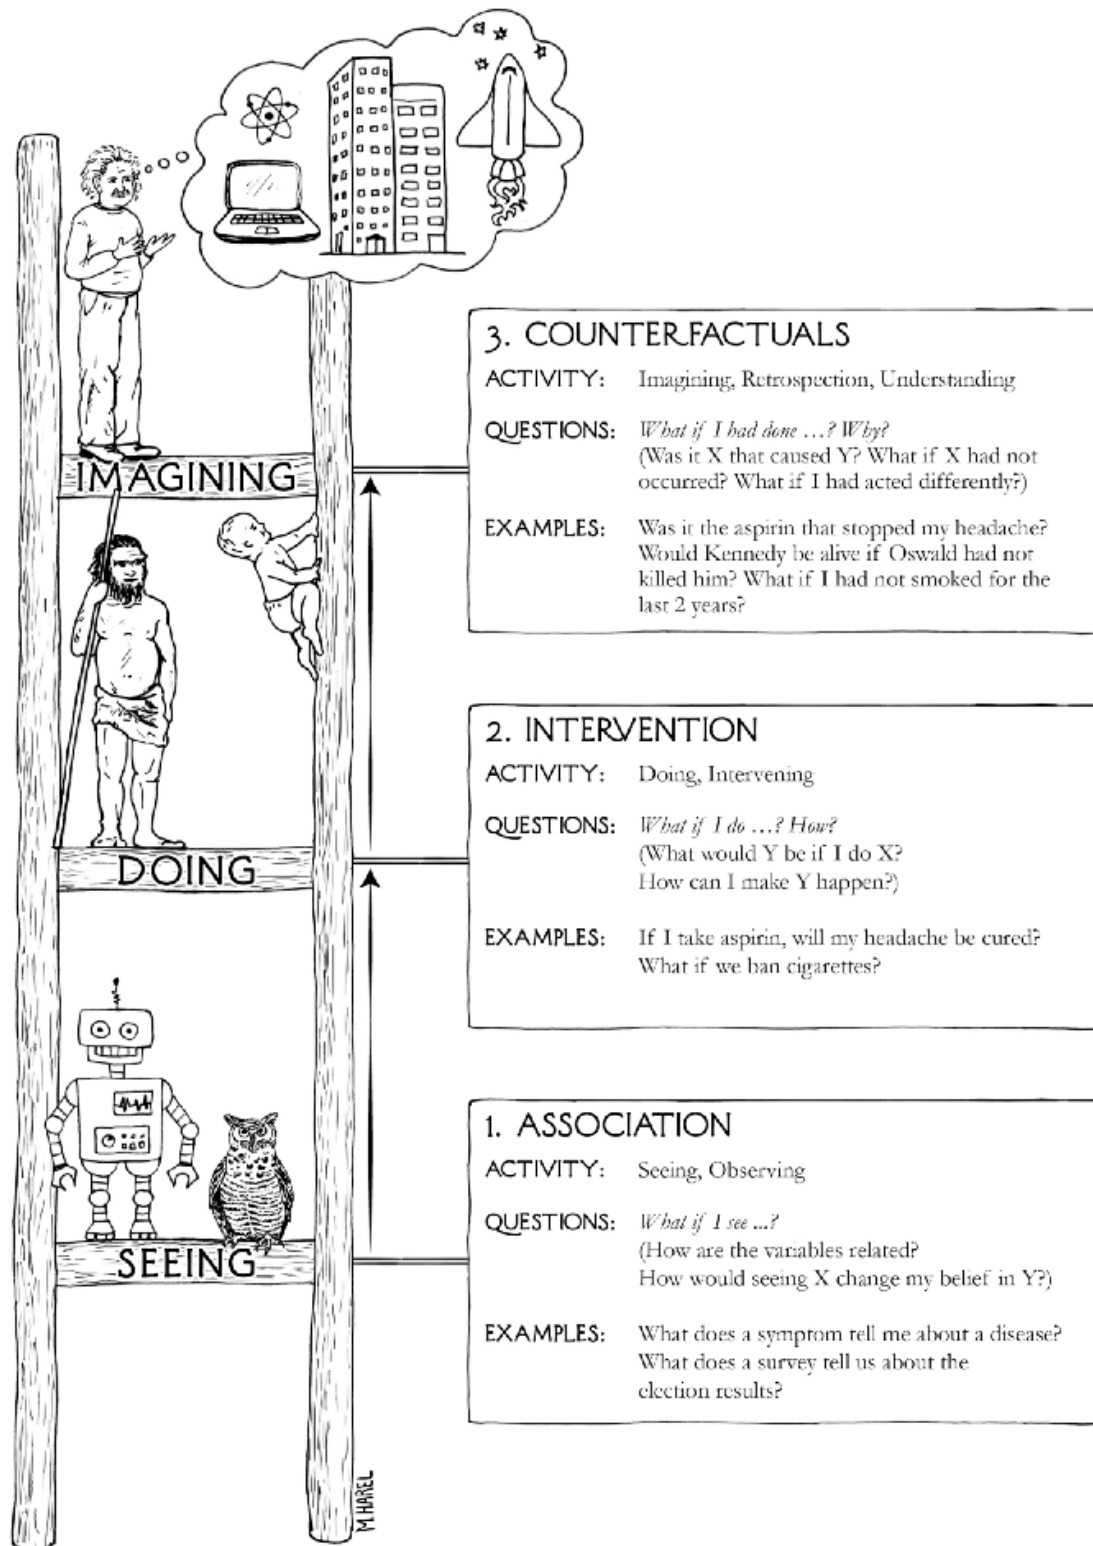 3. COUNTERFACTUALS
ACTIVITY: Imagining, Retrospection, Understanding
QUESTIONS: What if I had done ...? Why?
(Was it X that caused Y? What if X had not
occurred? What if I had acted differently?)
EXAMPLES: Was it the aspirin that stopped my headache?
Would Kennedy be alive if Oswald had not
killed him? What if I had not smoked for the
last 2 years?
IMAGINING
2. INTERVENTION
ACTIVITY: Doing, Intervening
QUESTIONS: What if I do ...? How?
(What would Y be if I do X?
How can I make Y happen?)
EXAMPLES: If I take aspirin, will my headache be cured?
What if we ban cigarettes?
DOING
1. ASSOCIATION
ACTIVITY: Seeing, Observing
QUESTIONS: What if I see ...?
(How are the variables related?
How would seeing X change my belief in Y?)
EXAMPLES: What does a symptom tell me about a disease?
What does a survey tell us about the
election results?
SEEING
M.HAREL